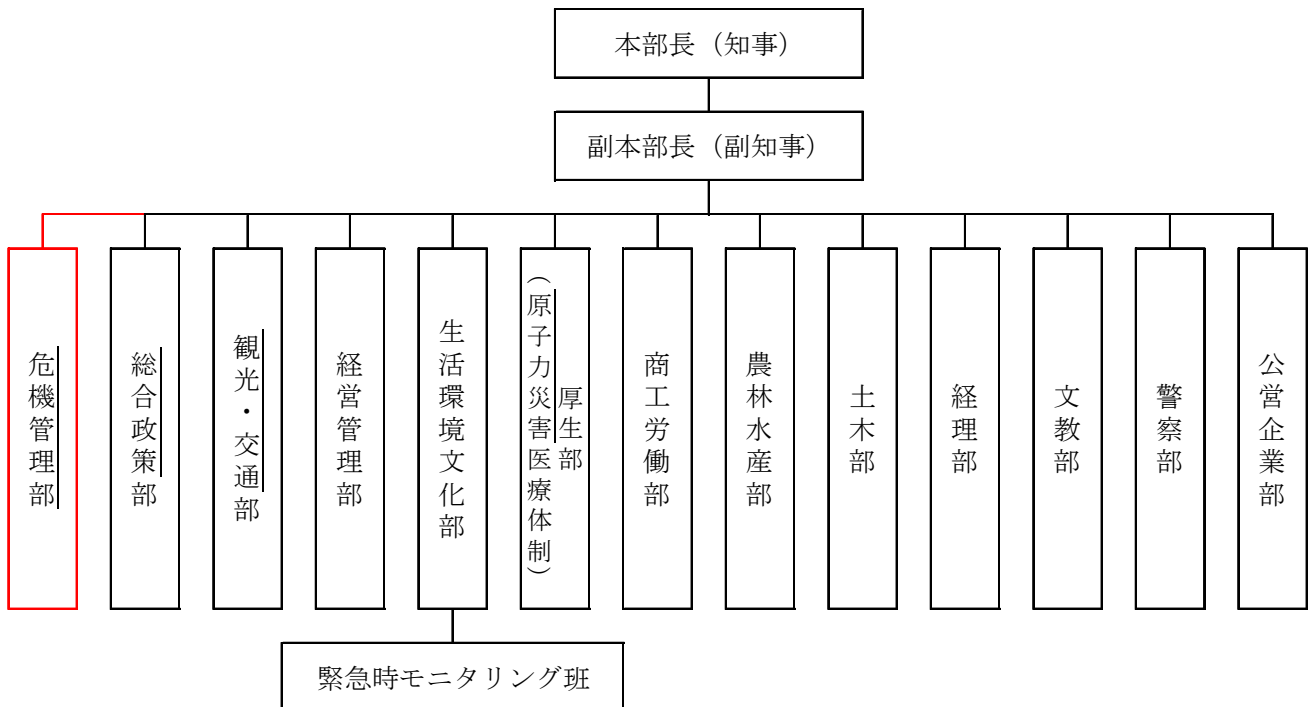 本部長（知事）
副本部長（副知事）
危機管理部
総合政策部
観光・交通部
経営管理部
生活環境文化部
厚生部
（原子力災害医療体制）
商工労働部
農林水産部
土木部
経理部
文教部
警察部
公営企業部
緊急時モニタリング班